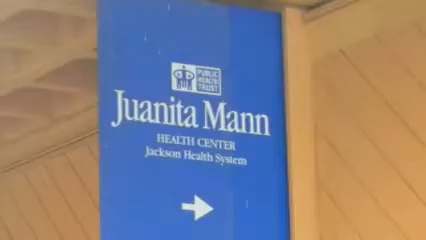 PUBLIC
HEALTH
TRUST
Juanita Mann
HEALTH CENTER
Jackson Health System